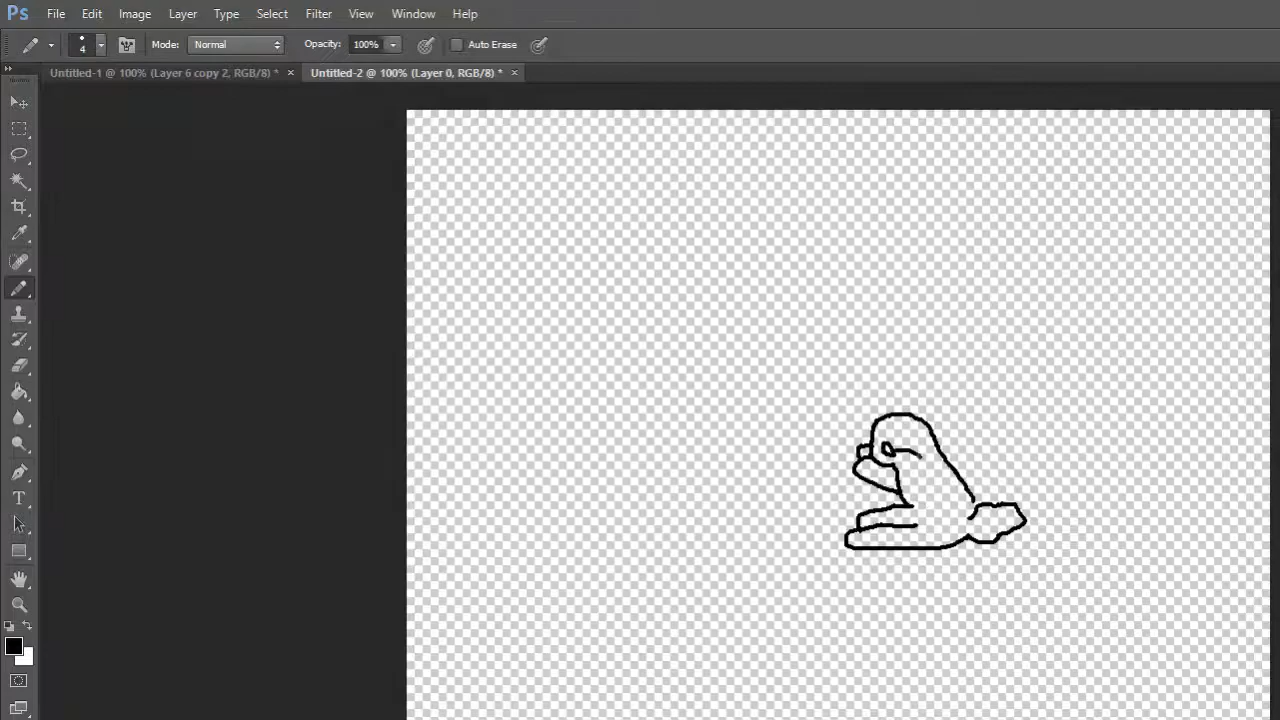 Ps File Edit Image Layer Type Select Filter View Window Help
4 Mode: Normal Opacity: 100% Auto Erase
Untitled-1 @ 100% (Layer 6 copy 2, RGB/8) * × Untitled-2 @ 100% (Layer 0, RGB/8) * ×
T